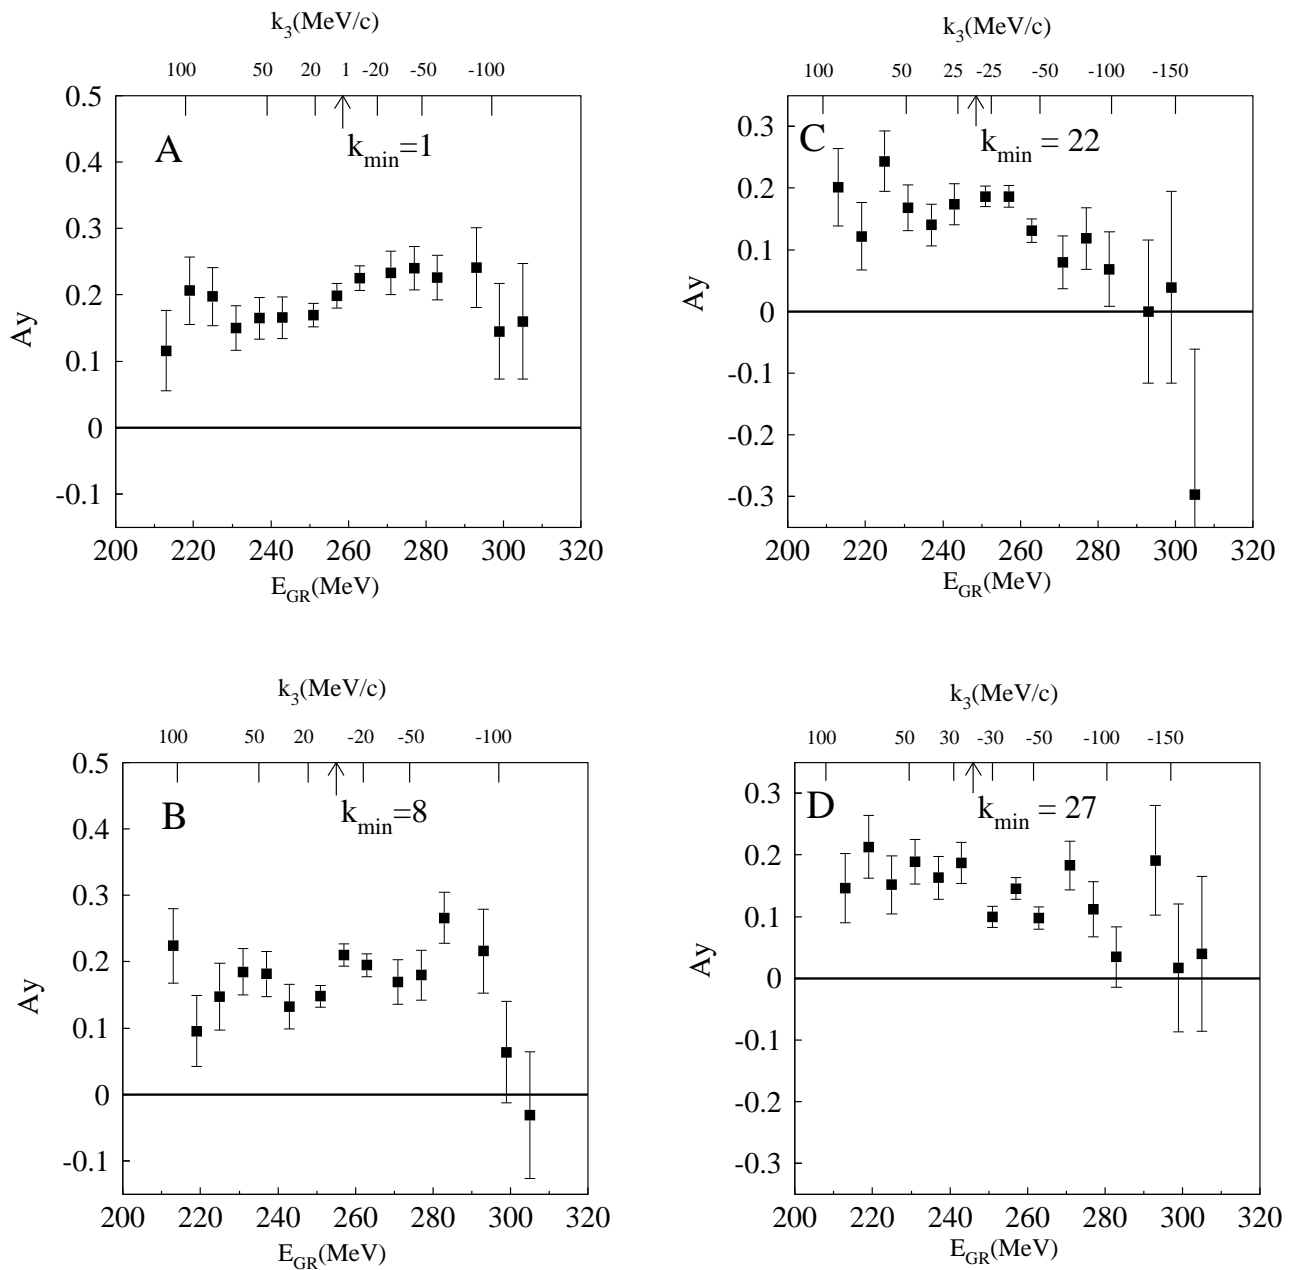 k3(MeV/c)
100 50 20 1 -20 -50 -100
0.5
0.4
0.3
0.2
0.1
0
-0.1
A
kmin=1
Ay
200 220 240 260 280 300 320
EGR(MeV)
k3(MeV/c)
100 50 25 -25 -50 -100 -150
0.3
0.2
0.1
0
-0.1
-0.2
-0.3
C
kmin = 22
Ay
200 220 240 260 280 300 320
EGR(MeV)
k3(MeV/c)
100 50 20 -20 -50 -100
0.5
0.4
0.3
0.2
0.1
0
-0.1
B
kmin=8
Ay
200 220 240 260 280 300 320
EGR(MeV)
k3(MeV/c)
100 50 30 -30 -50 -100 -150
0.3
0.2
0.1
0
-0.1
-0.2
-0.3
D
kmin = 27
Ay
200 220 240 260 280 300 320
EGR(MeV)